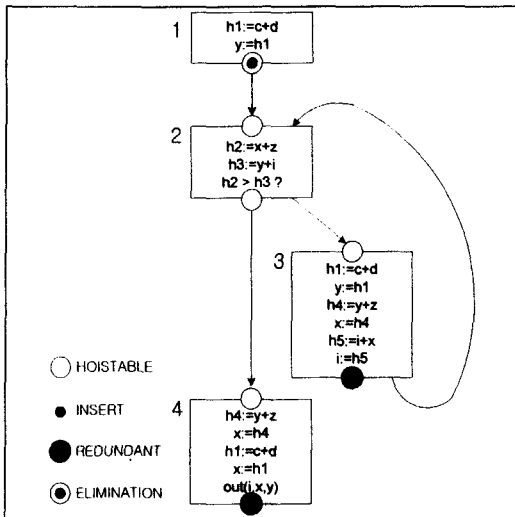 1
h1:=c+d
y:=h1
2
h2:=x+z
h3:=y+i
h2 > h3 ?
3
h1:=c+d
y:=h1
h4:=y+z
x:=h4
h5:=i+x
i:=h5
4
h4:=y+z
x:=h4
h1:=c+d
x:=h1
out(i,x,y)
HOISTABLE
INSERT
REDUNDANT
ELIMINATION